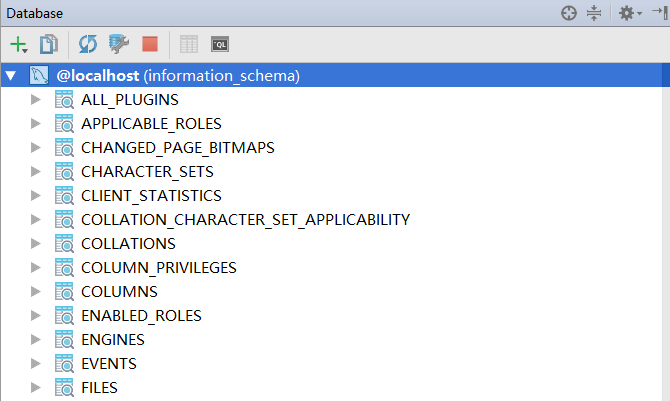 Database
QL
@localhost (information_schema)
ALL_PLUGINS
APPLICABLE_ROLES
CHANGED_PAGE_BITMAPS
CHARACTER_SETS
CLIENT_STATISTICS
COLLATION_CHARACTER_SET_APPLICABILITY
COLLATIONS
COLUMN_PRIVILEGES
COLUMNS
ENABLED_ROLES
ENGINES
EVENTS
FILES